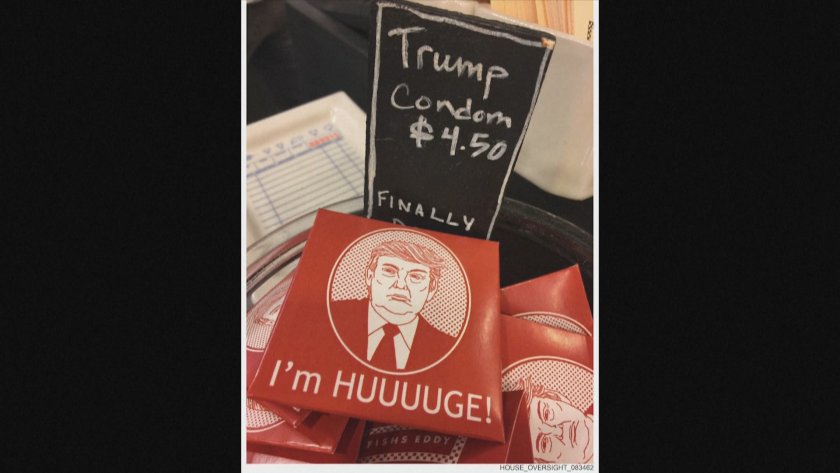 Trump
Condom
$4.50
FINALLY
I'm HUUUUGE!
FISHS EDDY
HOUSE_OVERSIGHT_083462